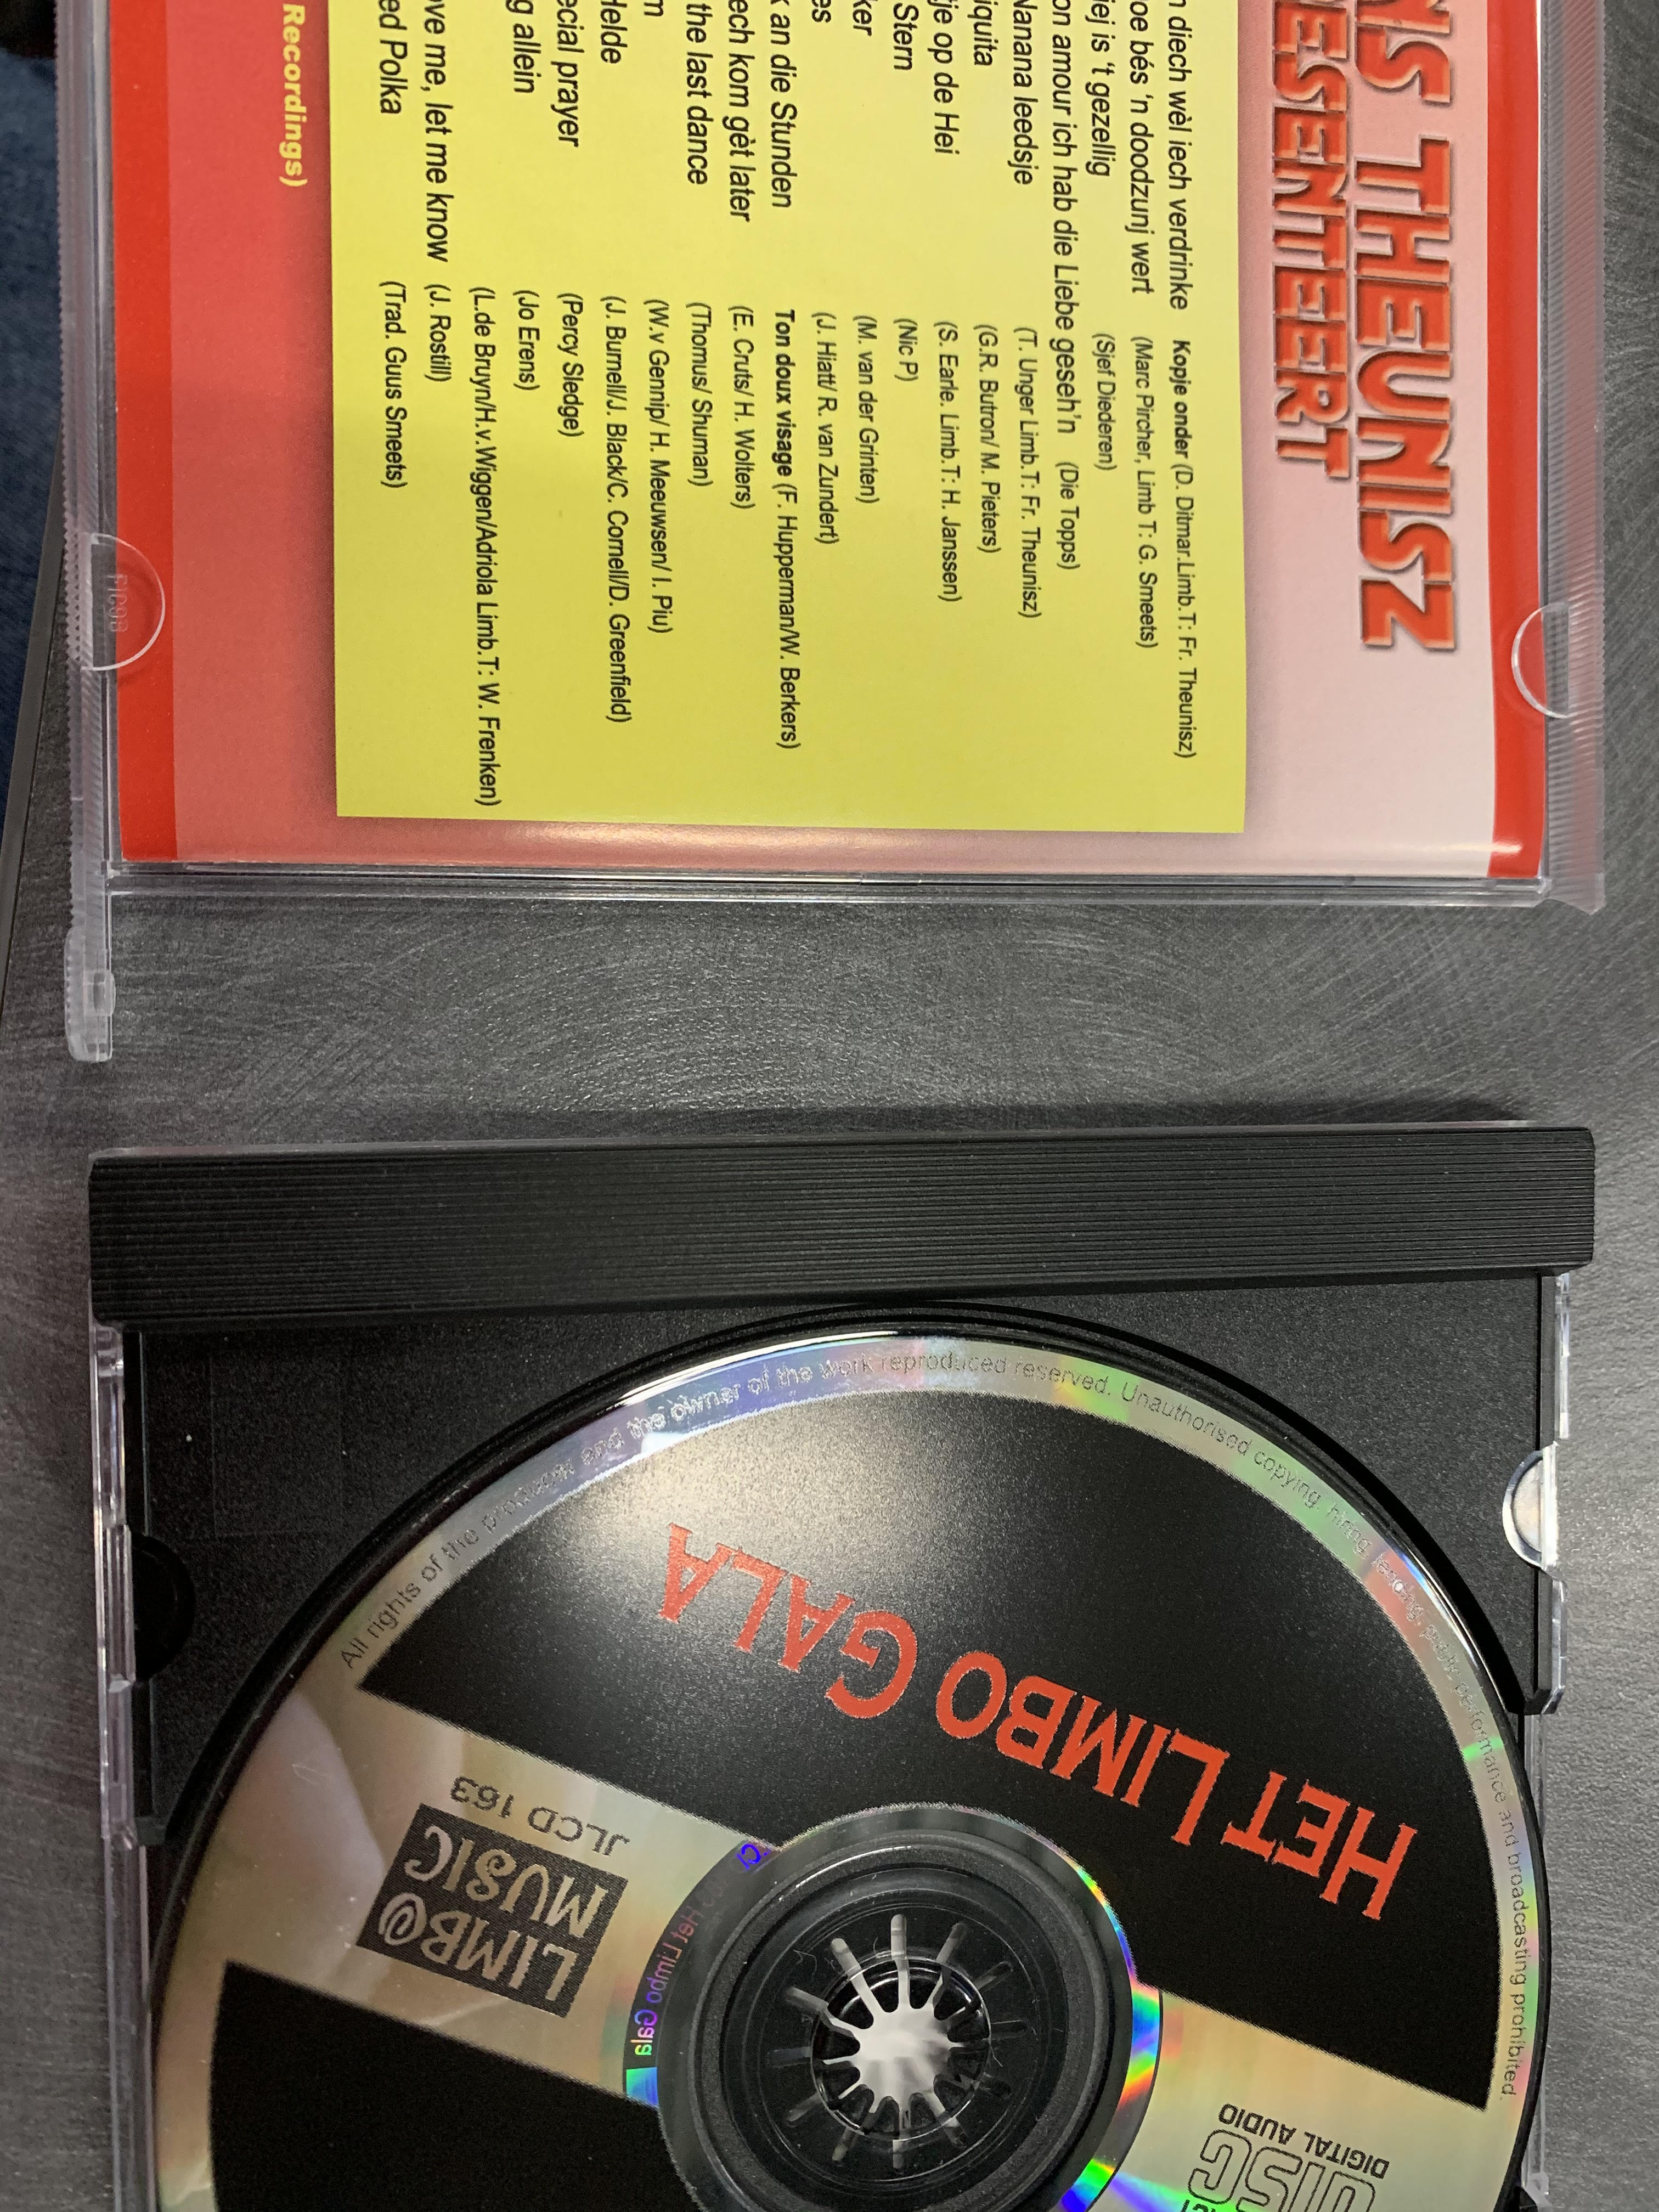 NS THEUNISZ
ESENTEERT
diech wèl iech verdrinke Kopje onder (D. Ditmar.Limb.T: Fr. Theunisz)
oe bés 'n doodzunj wert (Marc Pircher, Limb T: G. Smeets)
iej is 't gezellig (Sjef Diederen)
on amour ich hab die Liebe geseh'n (Die Topps)
Nanana leedsje (T. Unger Limb.T: Fr. Theunisz)
iquita (G.R. Butron/ M. Pieters)
je op de Hei (S. Earle. Limb.T: H. Janssen)
Stern (Nic P)
ker (M. van der Grinten)
es (J. Hiatt/ R. van Zundert)
k an die Stunden Ton doux visage (F. Hupperman/W. Berkers)
ech kom gèt later (E. Cruts/ H. Wolters)
the last dance (Thomus/ Shuman)
m (W.v Gennip/ H. Meeuwsen/ I. Piu)
Helde (J. Burnell/J. Black/C. Cornell/D. Greenfield)
ecial prayer (Percy Sledge)
g allein (Jo Erens)
(L.de Bruyn/H.v.Wiggen/Adriola Limb.T: W. Frenken)
ve me, let me know (J. Rostill)
ed Polka (Trad. Guus Smeets)
Recordings)
All rights of the producer and the owner of the work reproduced reserved. Unauthorised copying, hiring, lending, public performance and broadcasting prohibited.
HET LIMBO GALA
JLCD 163
LIMBO
MUSIC
Het Limbo Gala
DISC
DIGITAL AUDIO